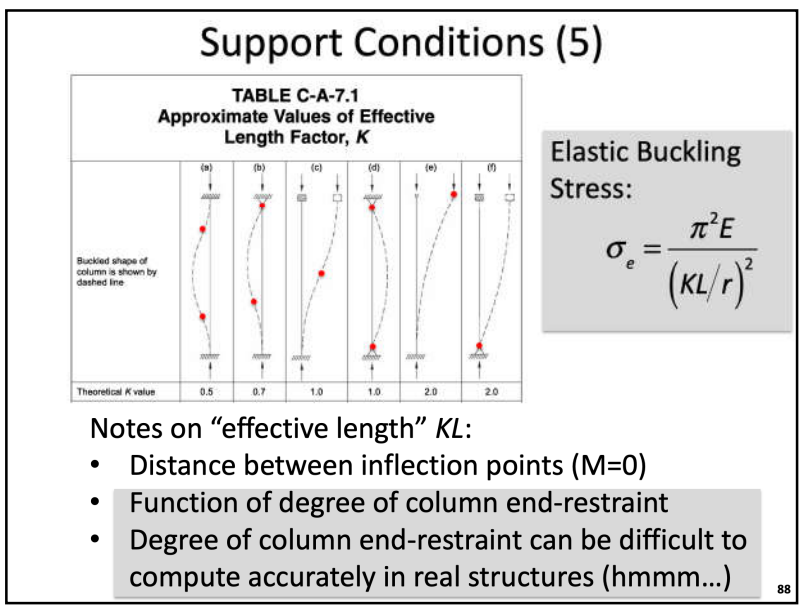 Support Conditions (5)
TABLE C-A-7.1
Approximate Values of Effective
Length Factor, K
(a) (b) (c) (d) (e) (f)
Buckled shape of
column is shown by
dashed line
Theoretical K value 0.5 0.7 1.0 1.0 2.0 2.0
Elastic Buckling
Stress:
σₑ = π²E / (KL/r)²
Notes on “effective length” KL:
• Distance between inflection points (M=0)
• Function of degree of column end-restraint
• Degree of column end-restraint can be difficult to
compute accurately in real structures (hmmm…)
88